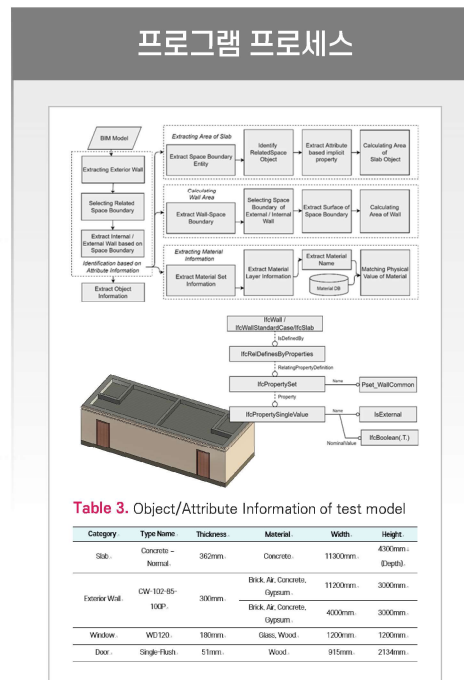 프로그램 프로세스
BIM Model
Extracting Exterior Wall
Selecting Related
Space Boundary
Extract Internal /
External Wall based on
Space Boundary
Identification based on
Attribute Information
Extract Object
Information
Extracting Area of Slab
Extract Space Boundary
Entity
Identify
RelatedSpace
Object
Extract Attribute
based implicit
property
Calculating Area
of
Slab Object
Calculating
Wall Area
Extract Wall-Space
Boundary
Selecting Space
Boundary of
External / Internal
Wall
Extract Surface of
Space Boundary
Calculating
Area of Wall
Extracting Material
Information
Extract Material Set
Information
Extract Material
Layer Information
Extract Material
Name
Material DB
Matching Physical
Value of Material
IfcWall /
IfcWallStandardCase/IfcSlab
IsDefinedBy
IfcRelDefinesByProperties
RelatingPropertyDefinition
IfcPropertySet
Name
Pset_WallCommon
Property
IfcPropertySingleValue
Name
IsExternal
NominalValue
IfcBoolean(.T.)
Table 3. Object/Attribute Information of test model
Category Type Name Thickness Material Width Height
Slab Concrete – Normal 362mm Concrete 11300mm 4300mm (Depth)
Exterior Wall CW-102-85-100P 300mm Brick, Air, Concrete, Gypsum 11200mm 3000mm
Brick, Air, Concrete, Gypsum 4000mm 3000mm
Window WD120 180mm Glass, Wood 1200mm 1200mm
Door Single-Flush 51mm Wood 915mm 2134mm